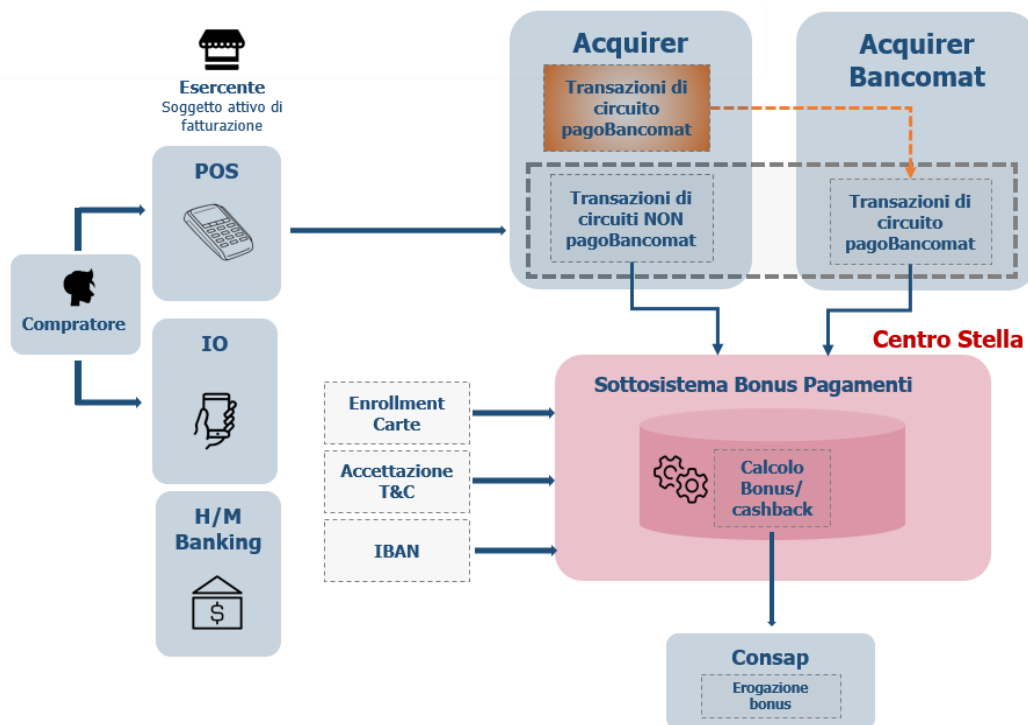 Esercente
Soggetto attivo di
fatturazione
POS
Compratore
IO
H/M
Banking
$
Acquirer
Transazioni di
circuito
pagoBancomat
Transazioni di
circuiti NON
pagoBancomat
Acquirer
Bancomat
Transazioni di
circuito
pagoBancomat
Centro Stella
Sottosistema Bonus Pagamenti
Enrollment
Carte
Accettazione
T&C
IBAN
Calcolo
Bonus/
cashback
Consap
Erogazione
bonus